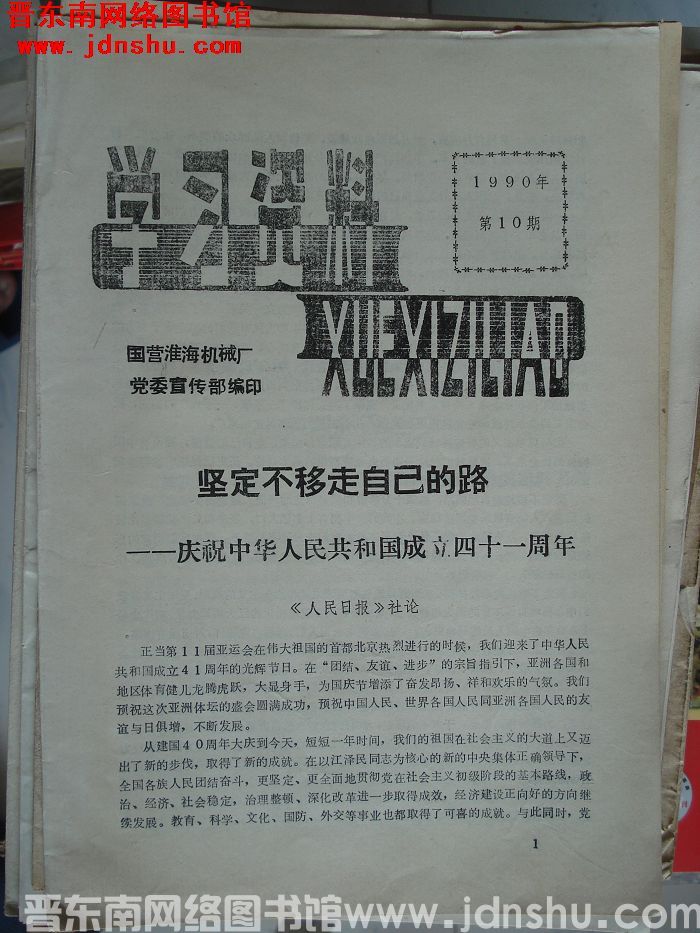 晋东南网络图书馆
www.jdnshu.com
学习资料
1990年
第10期
XUEXIZILIAO
国营淮海机械厂
党委宣传部编印
坚定不移走自己的路
——庆祝中华人民共和国成立四十一周年
《人民日报》社论
正当第11届亚运会在伟大祖国的首都北京热烈进行的时候，我们迎来了中华人民
共和国成立41周年的光辉节日。在“团结、友谊、进步”的宗旨指引下，亚洲各国和
地区体育健儿龙腾虎跃，大显身手，为国庆节增添了奋发昂扬、祥和欢乐的气氛。我们
预祝这次亚洲体坛的盛会圆满成功，预祝中国人民、世界各国人民同亚洲各国人民的友
谊与日俱增，不断发展。
从建国40周年大庆到今天，短短一年时间，我们的祖国在社会主义的大道上又迈
出了新的步伐，取得了新的成就。在以江泽民同志为核心的新的中央集体正确领导下，
全国各族人民团结奋斗，更坚定、更全面地贯彻党在社会主义初级阶段的基本路线，政
治、经济、社会稳定，治理整顿、深化改革进一步取得成效，经济建设正向好的方向继
续发展。教育、科学、文化、国防、外交等事业也都取得了可喜的成就。与此同时，党
1
晋东南网络图书馆www.jdnshu.com